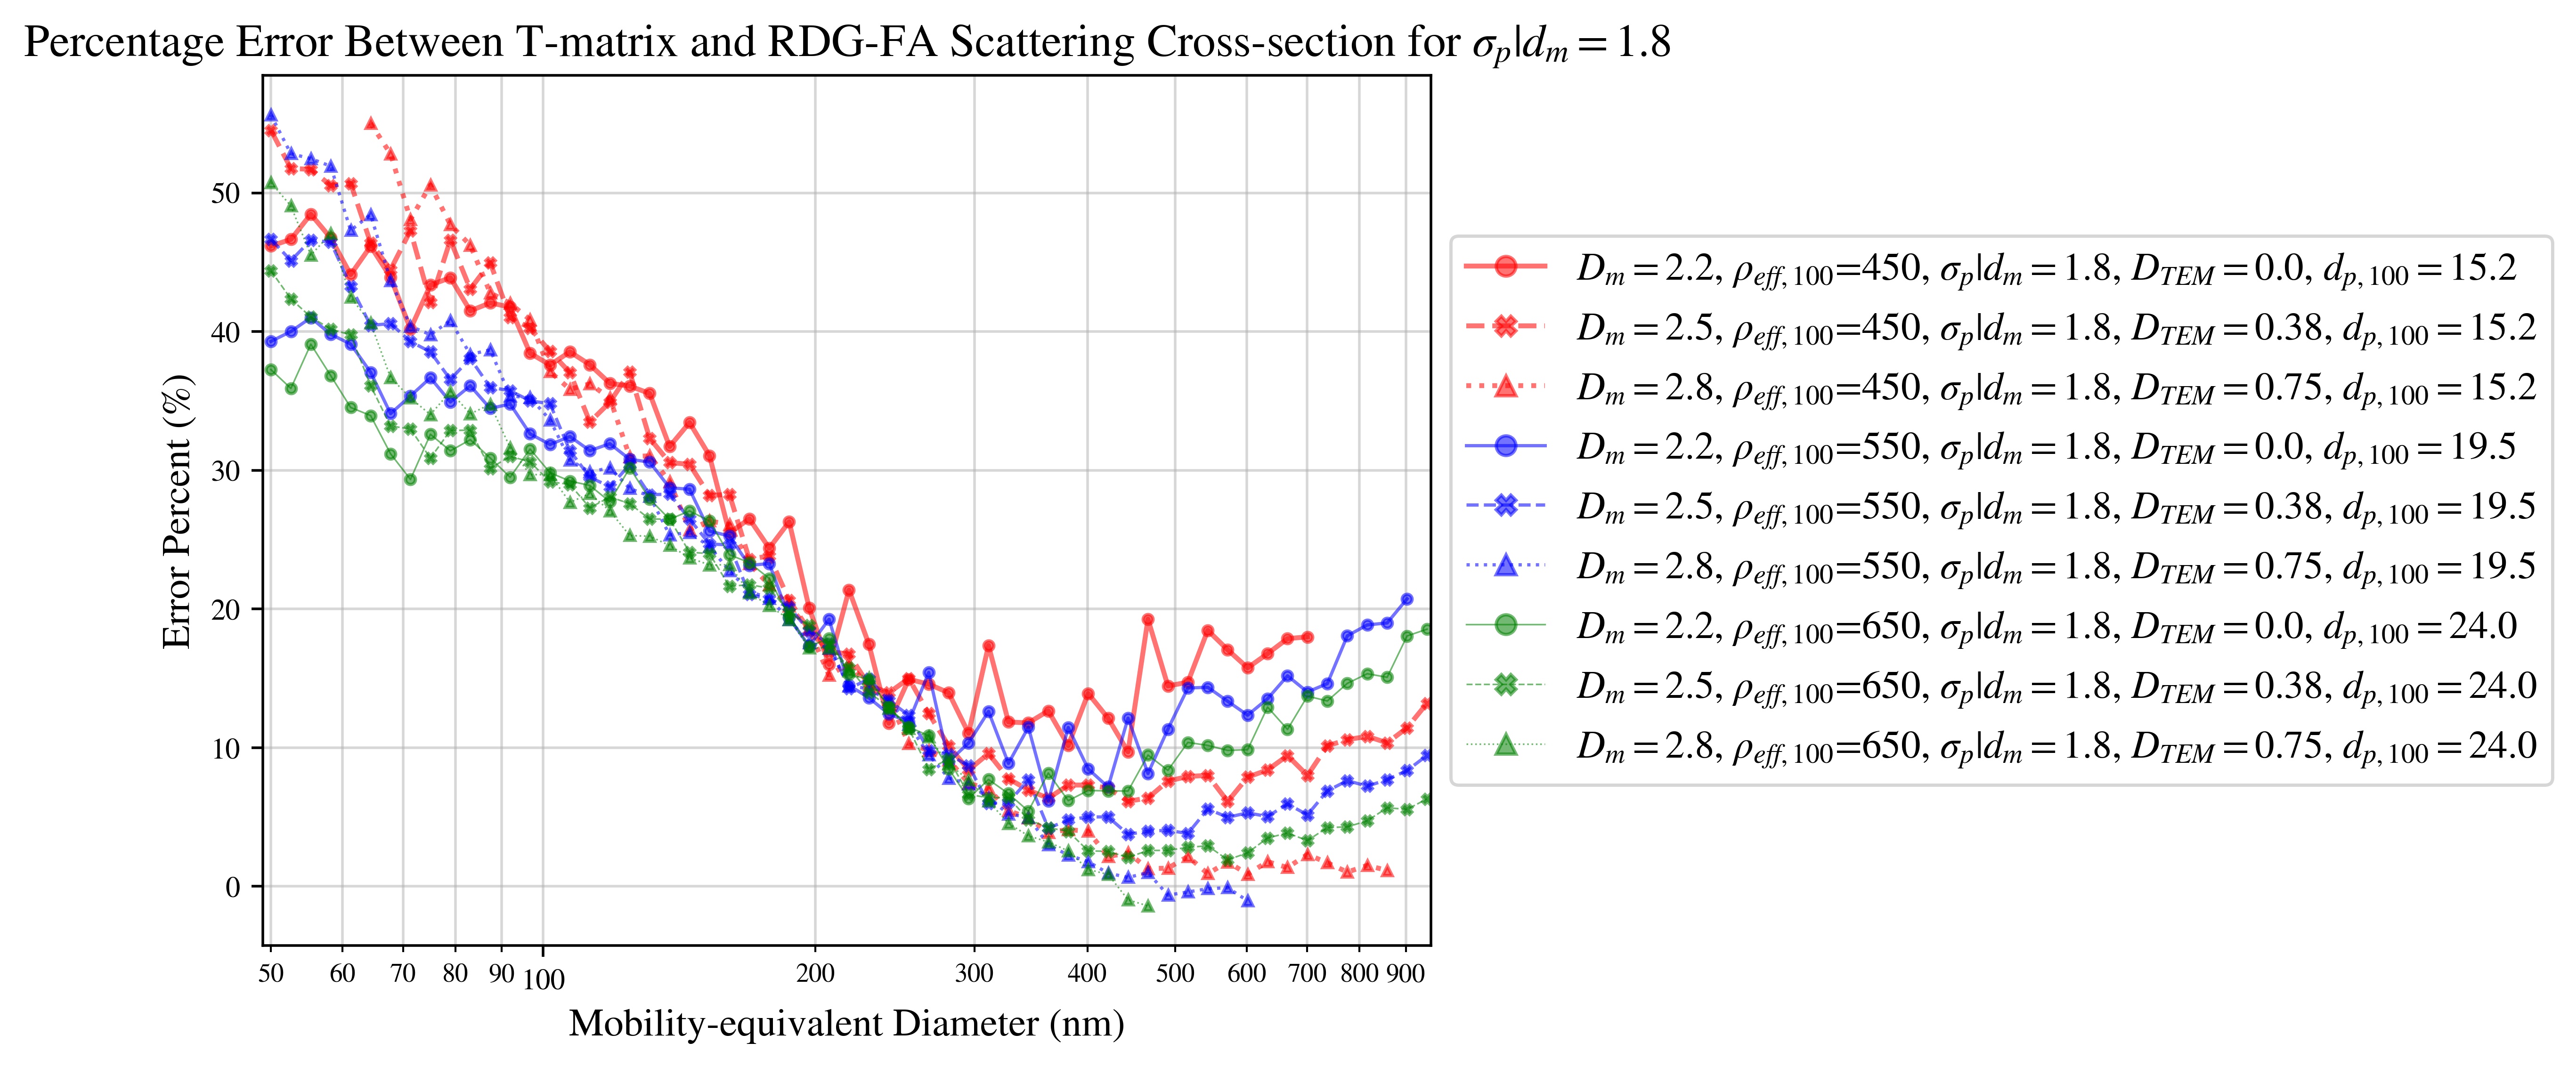 Percentage Error Between T-matrix and RDG-FA Scattering Cross-section for σp|dm = 1.8
Error Percent (%)
50
40
30
20
10
0
50 60 70 80 90 100 200 300 400 500 600 700 800 900
Mobility-equivalent Diameter (nm)
Dm = 2.2, ρeff,100=450, σp|dm = 1.8, DTEM = 0.0, dp,100 = 15.2
Dm = 2.5, ρeff,100=450, σp|dm = 1.8, DTEM = 0.38, dp,100 = 15.2
Dm = 2.8, ρeff,100=450, σp|dm = 1.8, DTEM = 0.75, dp,100 = 15.2
Dm = 2.2, ρeff,100=550, σp|dm = 1.8, DTEM = 0.0, dp,100 = 19.5
Dm = 2.5, ρeff,100=550, σp|dm = 1.8, DTEM = 0.38, dp,100 = 19.5
Dm = 2.8, ρeff,100=550, σp|dm = 1.8, DTEM = 0.75, dp,100 = 19.5
Dm = 2.2, ρeff,100=650, σp|dm = 1.8, DTEM = 0.0, dp,100 = 24.0
Dm = 2.5, ρeff,100=650, σp|dm = 1.8, DTEM = 0.38, dp,100 = 24.0
Dm = 2.8, ρeff,100=650, σp|dm = 1.8, DTEM = 0.75, dp,100 = 24.0